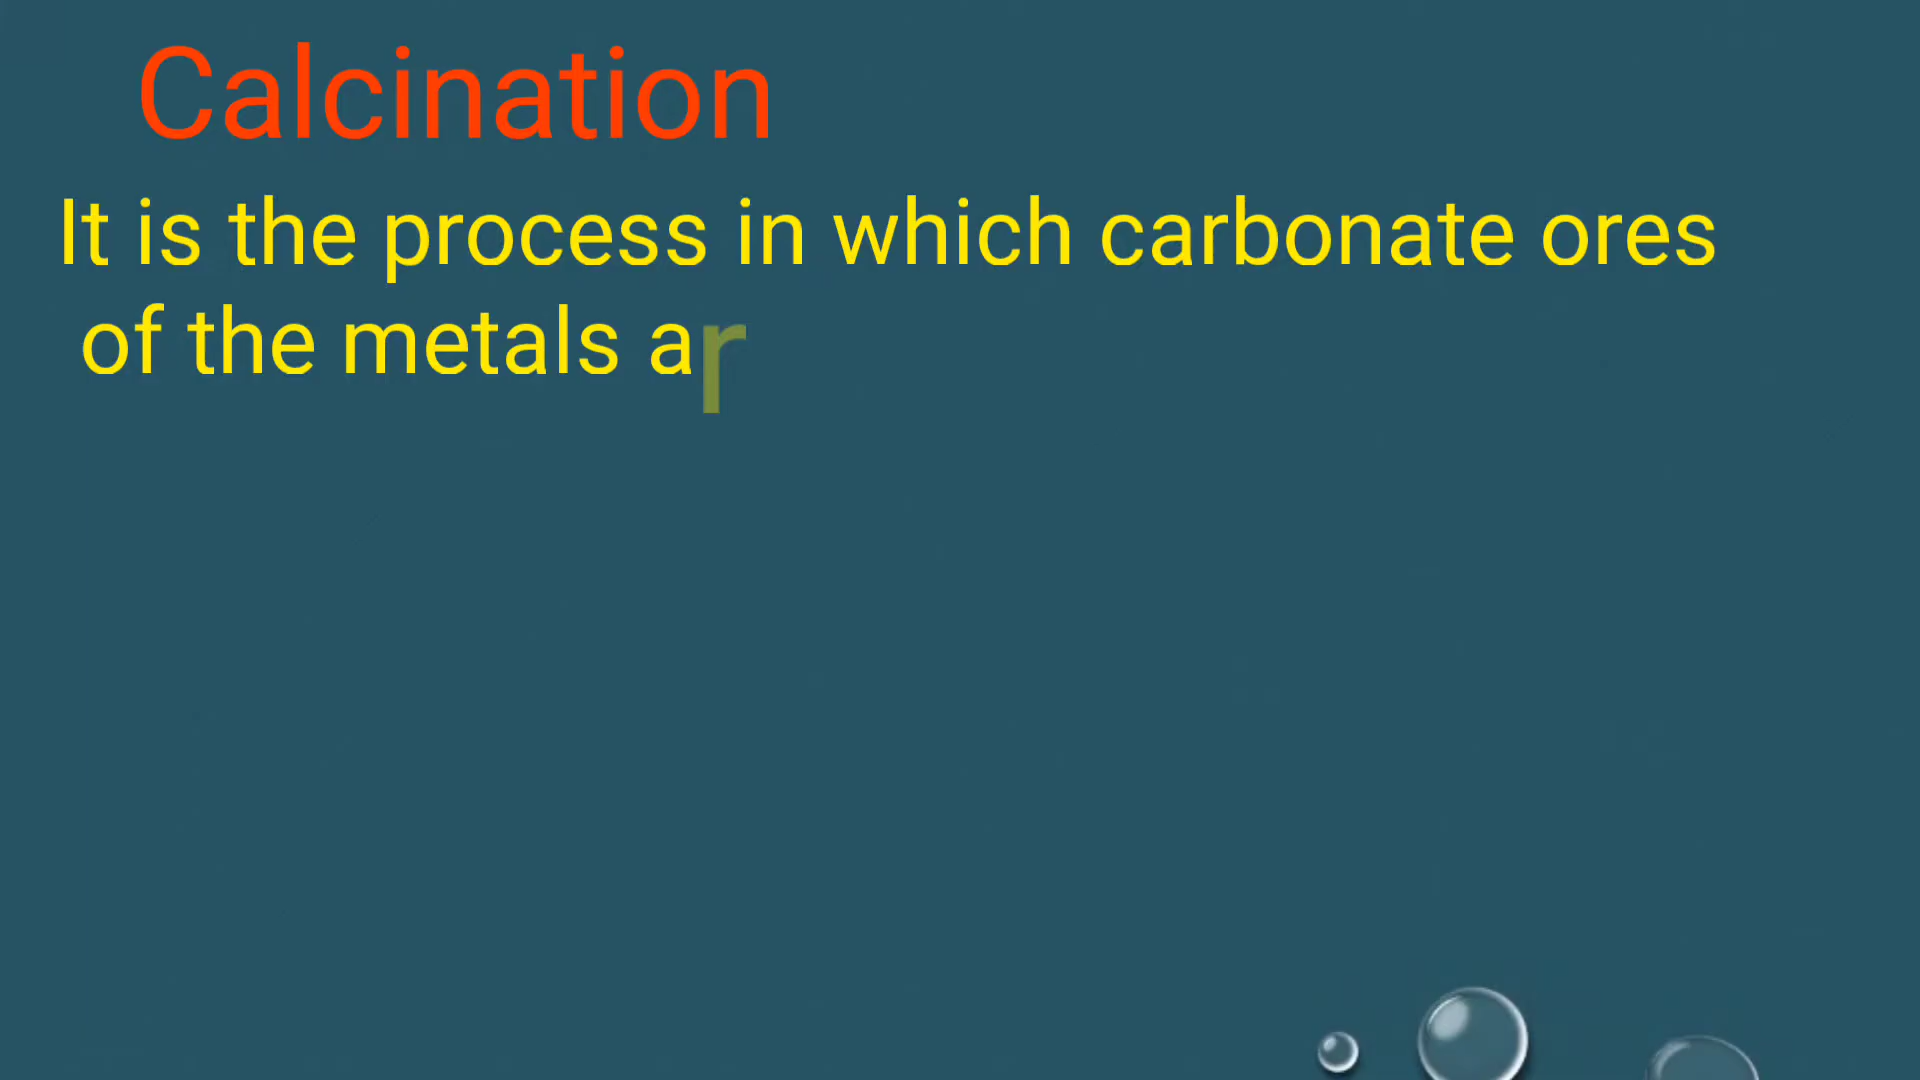 Calcination
It is the process in which carbonate ores
of the metals ar